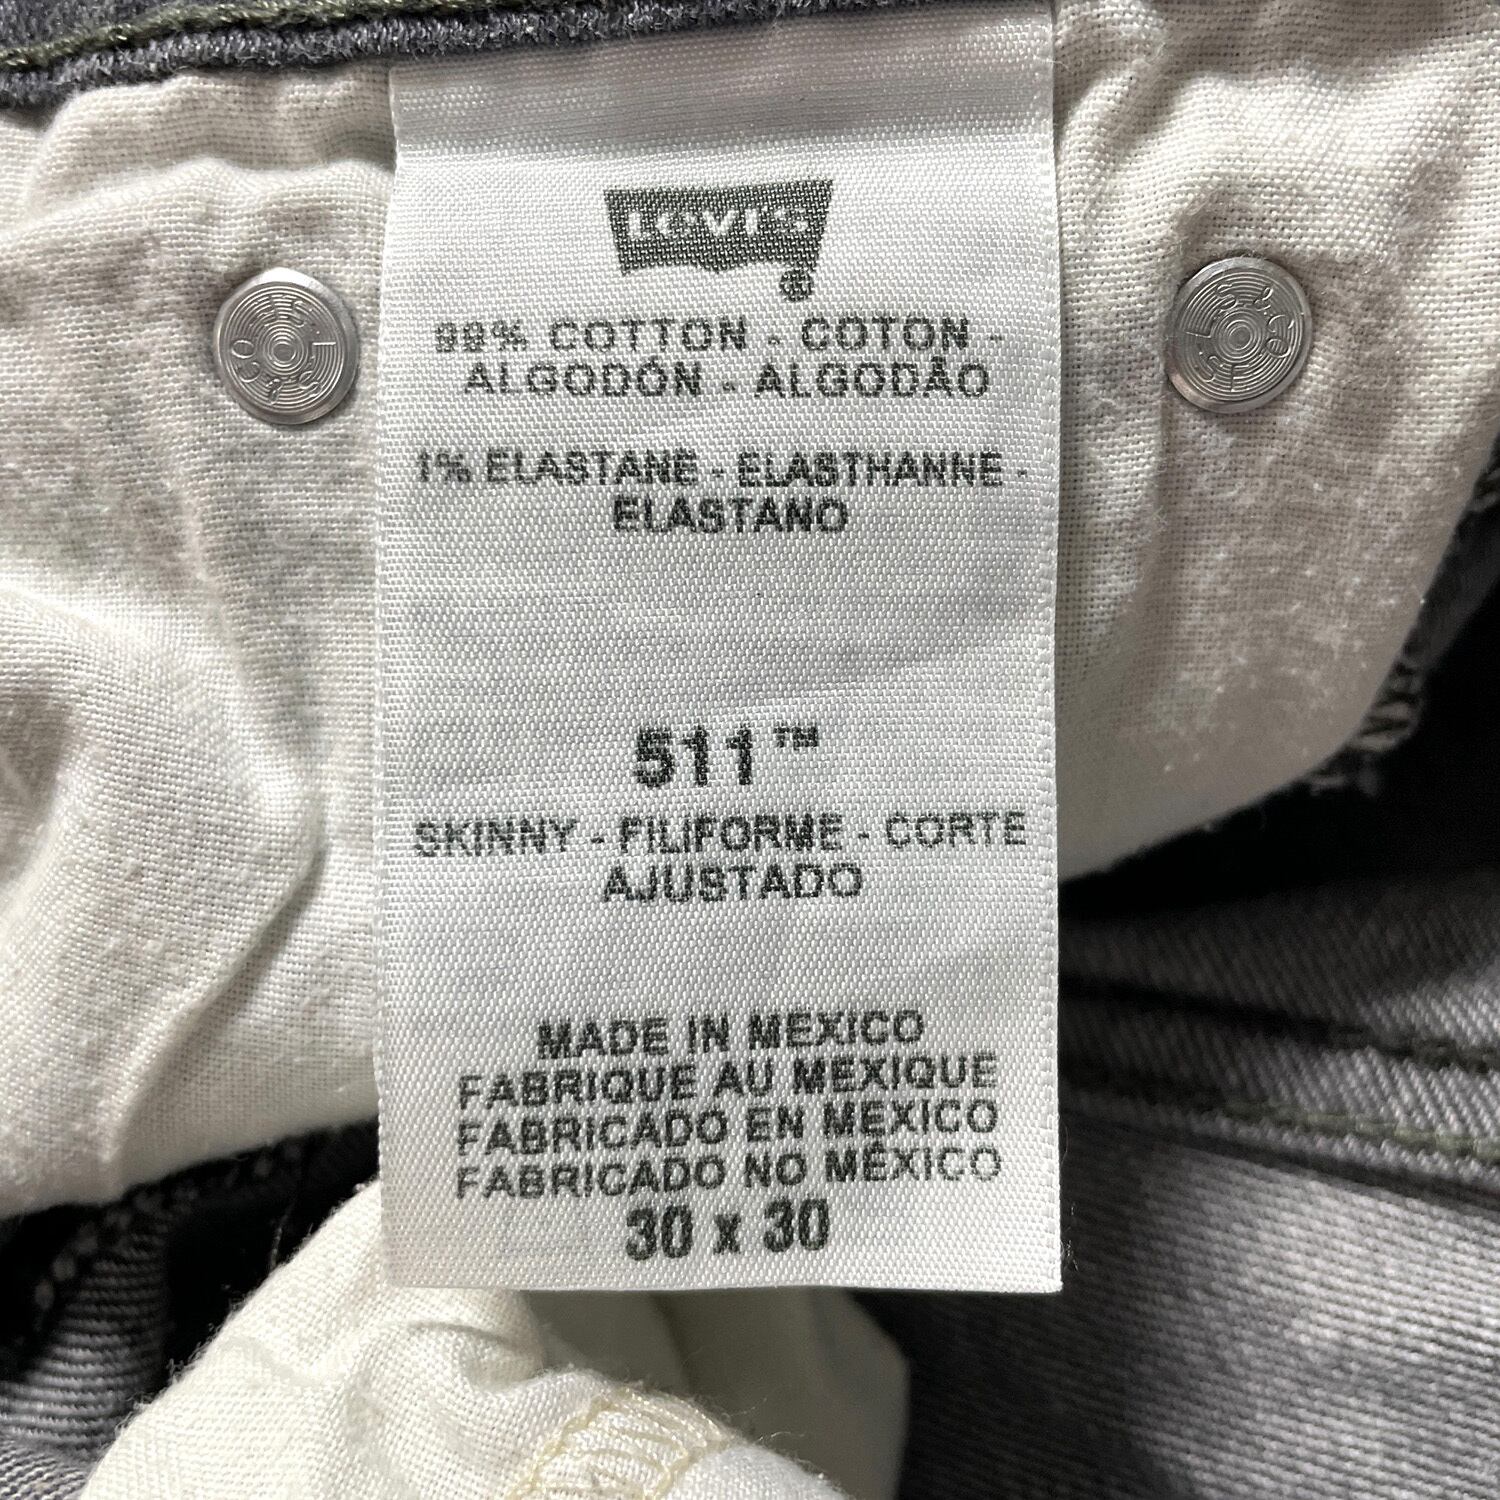 Levi's
®
99% COTTON - COTON -
ALGODÓN - ALGODÃO
1% ELASTANE - ELASTHANNE -
ELASTANO
511™
SKINNY - FILIFORME - CORTE
AJUSTADO
MADE IN MEXICO
FABRIQUE AU MEXIQUE
FABRICADO EN MEXICO
FABRICADO NO MÉXICO
30 x 30